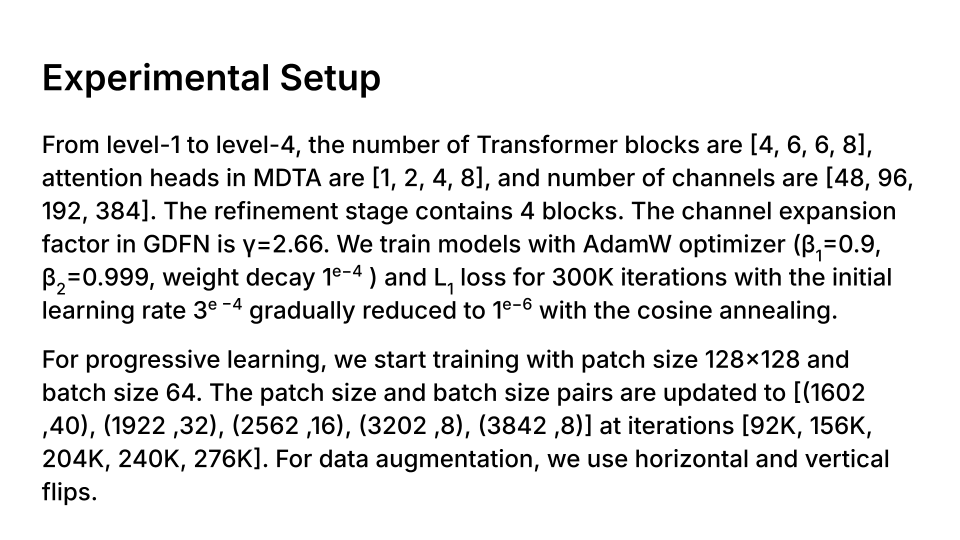 Experimental Setup
From level-1 to level-4, the number of Transformer blocks are [4, 6, 6, 8],
attention heads in MDTA are [1, 2, 4, 8], and number of channels are [48, 96,
192, 384]. The refinement stage contains 4 blocks. The channel expansion
factor in GDFN is γ=2.66. We train models with AdamW optimizer (β₁=0.9,
β₂=0.999, weight decay 1ᵉ⁻⁴ ) and L₁ loss for 300K iterations with the initial
learning rate 3ᵉ ⁻⁴ gradually reduced to 1ᵉ⁻⁶ with the cosine annealing.
For progressive learning, we start training with patch size 128×128 and
batch size 64. The patch size and batch size pairs are updated to [(1602
,40), (1922 ,32), (2562 ,16), (3202 ,8), (3842 ,8)] at iterations [92K, 156K,
204K, 240K, 276K]. For data augmentation, we use horizontal and vertical
flips.